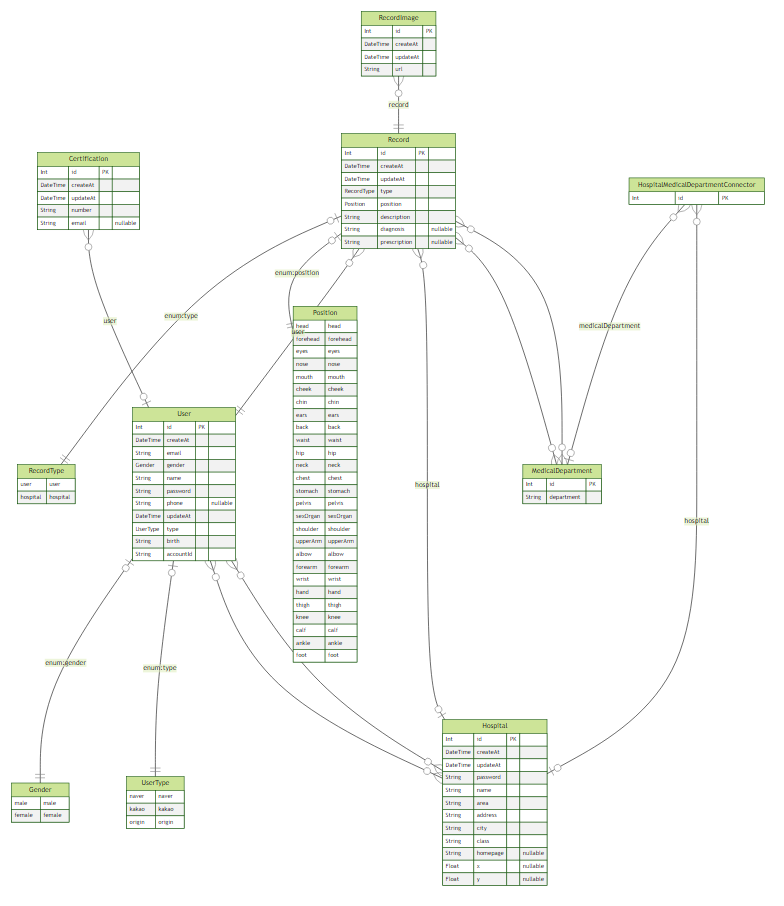 RecordImage
Int id PK
DateTime createAt
DateTime updateAt
String url
record
Record
Int id PK
DateTime createAt
DateTime updateAt
RecordType type
Position position
String description
String diagnosis nullable
String prescription nullable
Certification
Int id PK
DateTime createAt
DateTime updateAt
String number
String email nullable
HospitalMedicalDepartmentConnector
Int id PK
enum:position
enum:type
user
user
medicalDepartment
Position
head head
forehead forehead
eyes eyes
nose nose
mouth mouth
cheek cheek
chin chin
ears ears
back back
waist waist
hip hip
neck neck
chest chest
stomach stomach
pelvis pelvis
sexOrgan sexOrgan
shoulder shoulder
upperArm upperArm
albow albow
forearm forearm
wrist wrist
hand hand
thigh thigh
knee knee
calf calf
ankle ankle
foot foot
User
Int id PK
DateTime createAt
String email
Gender gender
String name
String password
String phone nullable
DateTime updateAt
UserType type
String birth
String accountId
RecordType
user user
hospital hospital
MedicalDepartment
Int id PK
String department
hospital
hospital
enum:gender
enum:type
Gender
male male
female female
UserType
naver naver
kakao kakao
origin origin
Hospital
Int id PK
DateTime createAt
DateTime updateAt
String password
String name
String area
String address
String city
String class
String homepage nullable
Float x nullable
Float y nullable